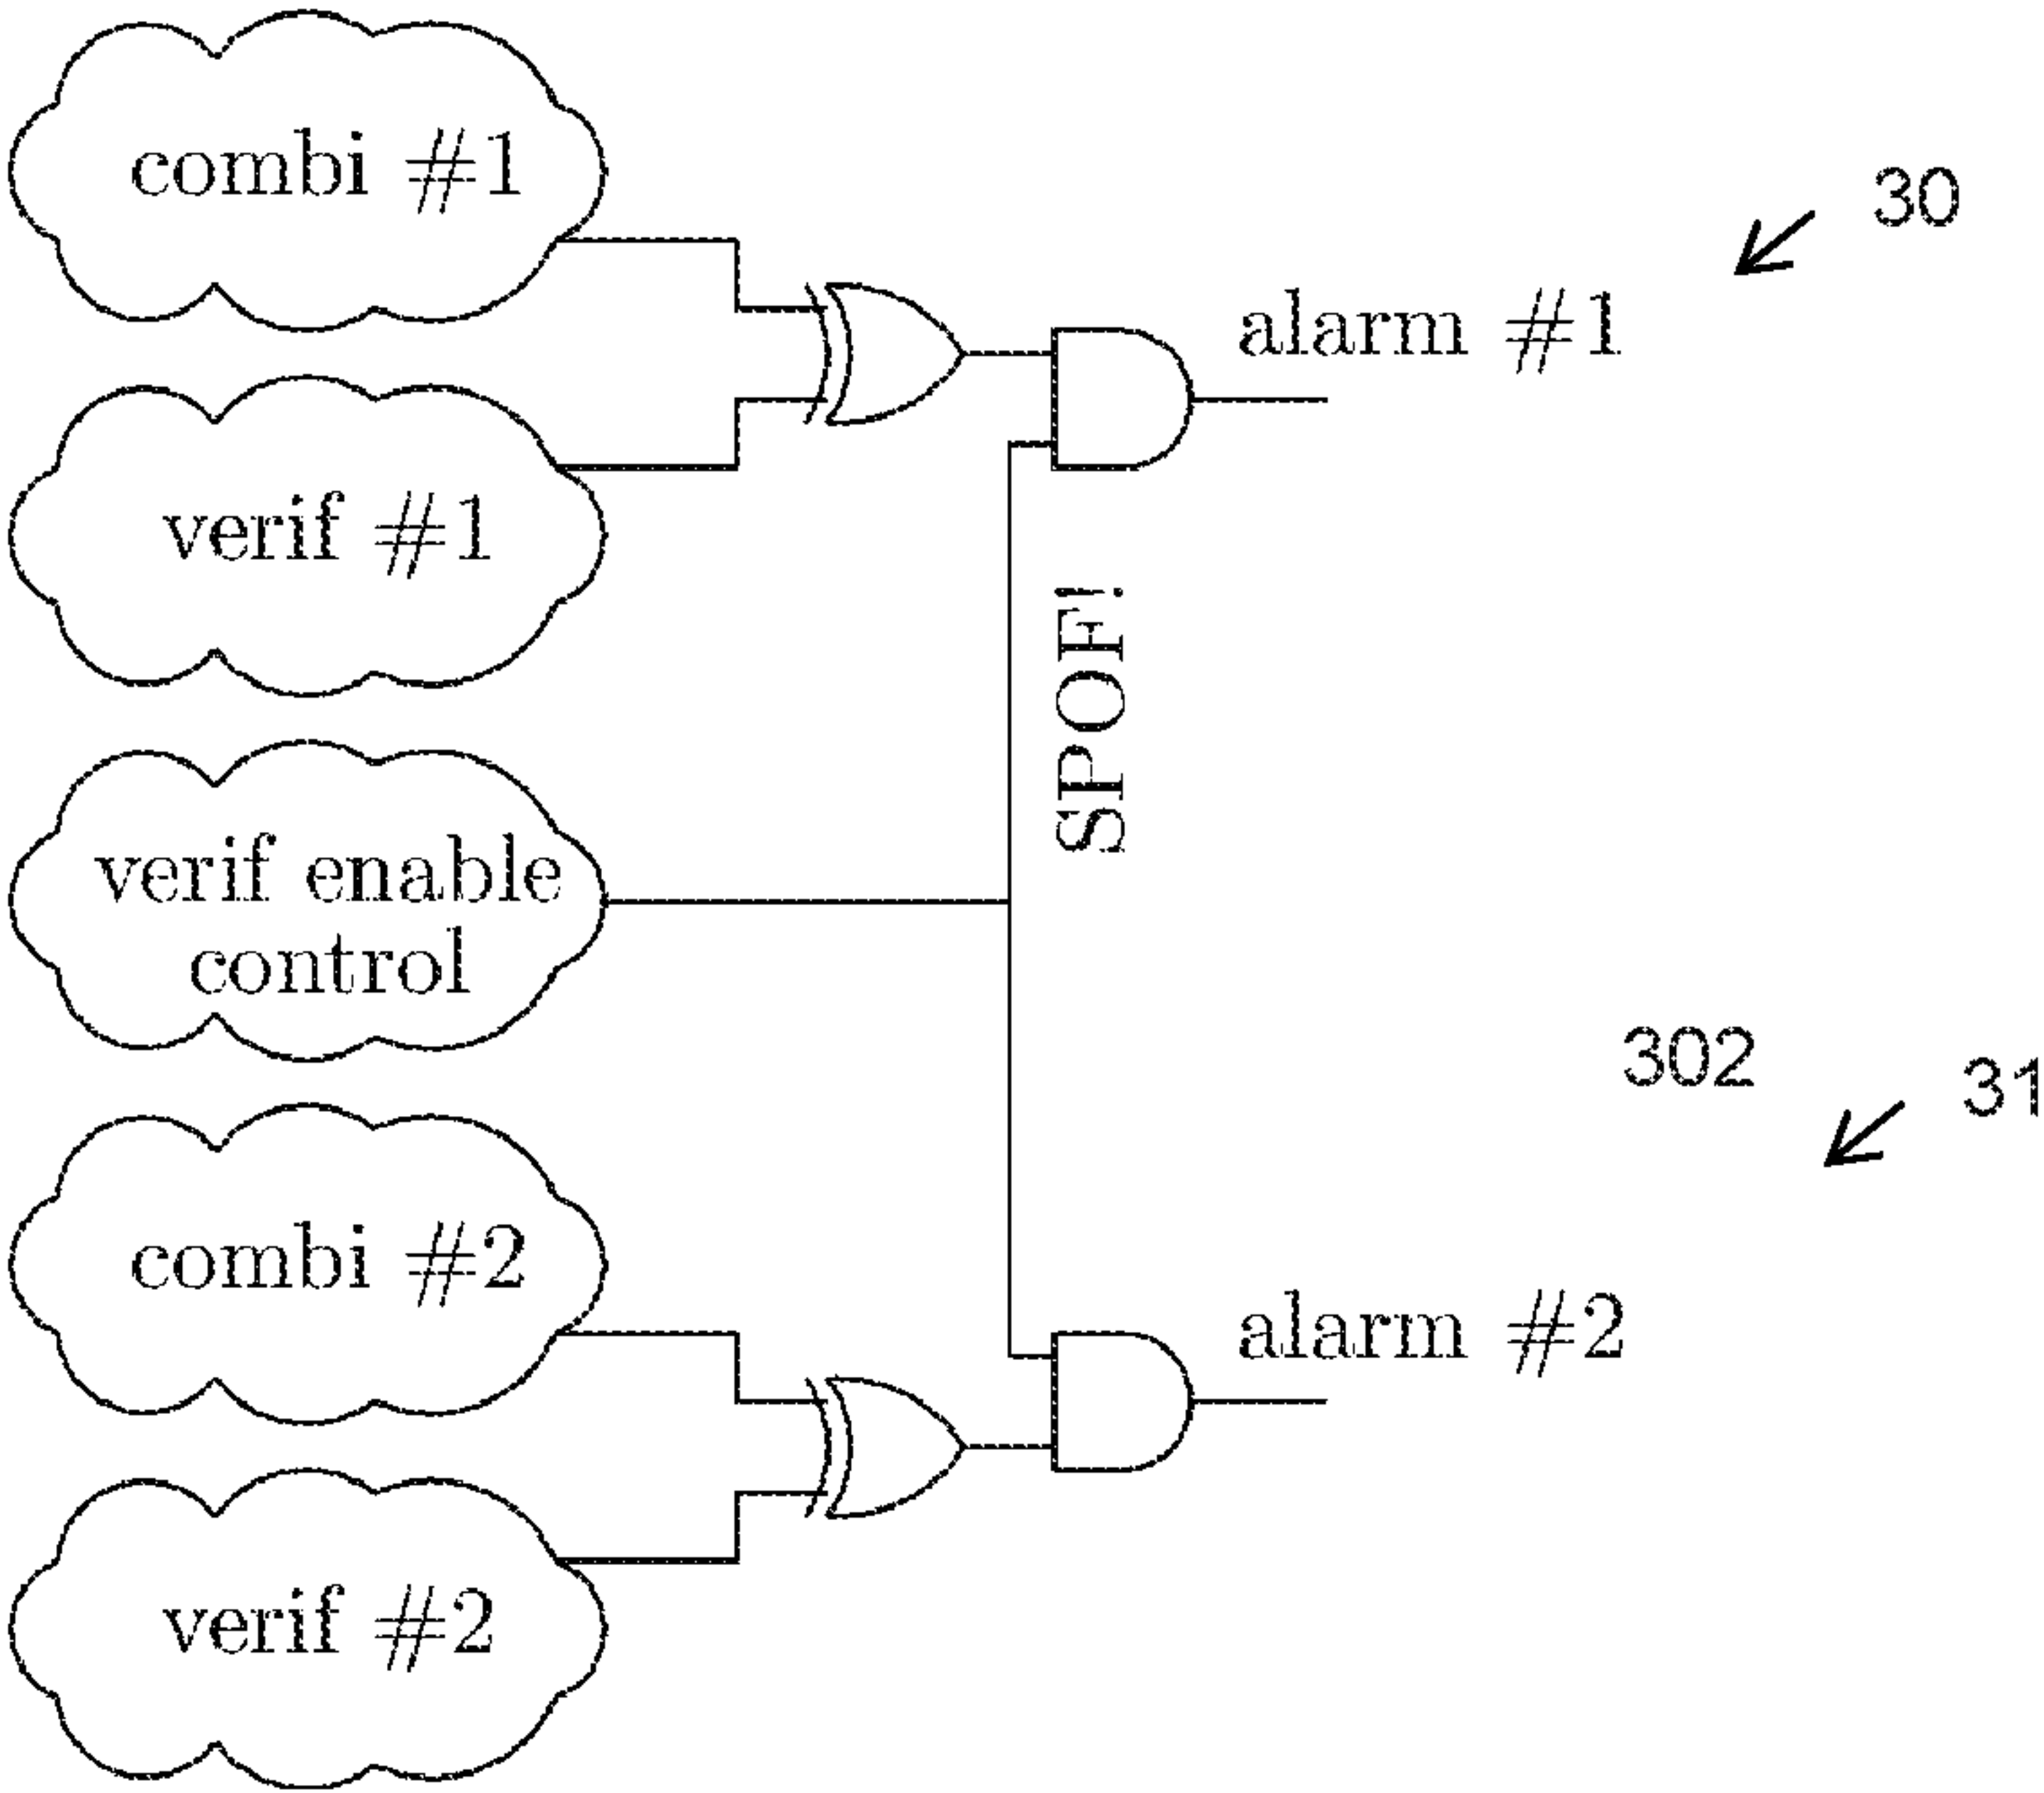 combi #1
30
alarm #1
verif #1
SPOF!
verif enable
control
302
31
combi #2
alarm #2
verif #2